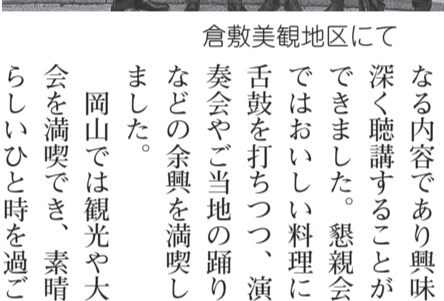 倉敷美観地区にて
なる内容であり興味
深く聴講することが
できました。懇親会
ではおいしい料理に
舌鼓を打ちつつ、演
奏会やご当地の踊り
などの余興を満喫し
ました。
岡山では観光や大
会を満喫でき、素晴
らしいひと時を過ご